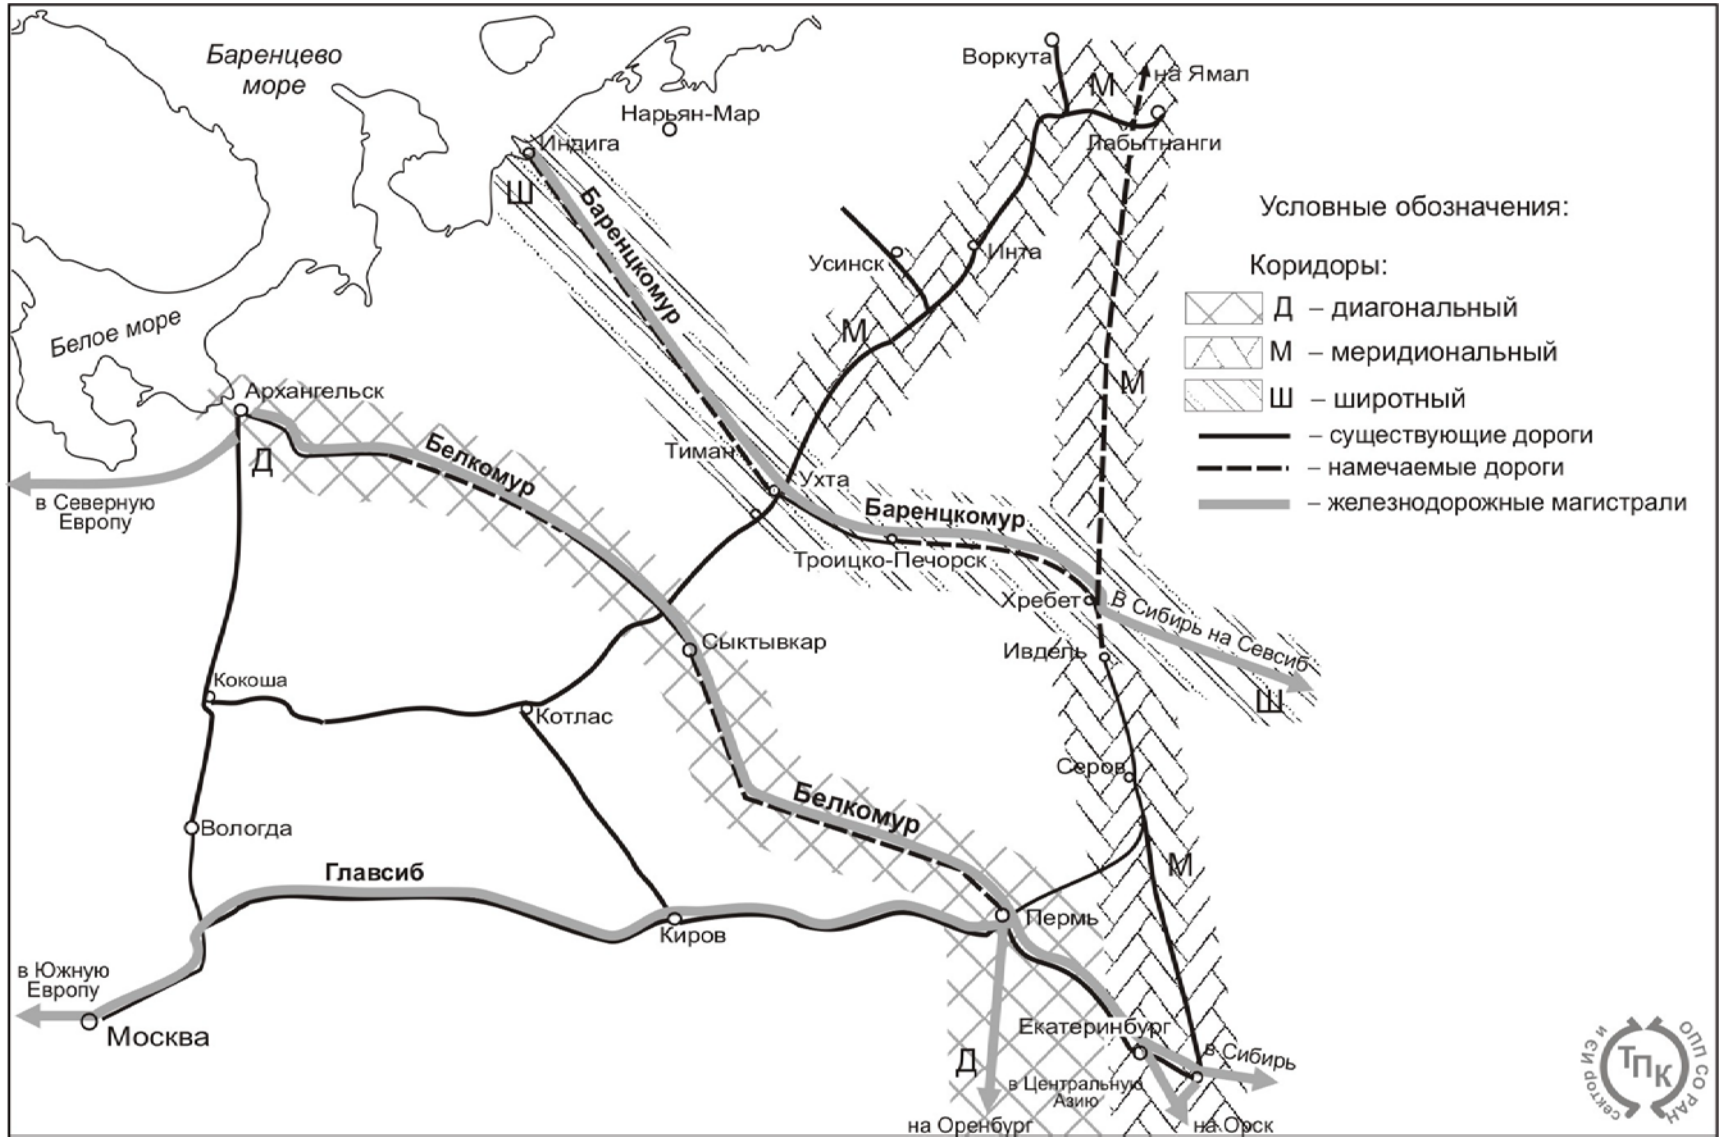 Баренцево
море
Воркута
М
на Ямал
Нарьян-Мар
Индига
Лабытнанги
Ш
Баренцкомур
Условные обозначения:
Усинск
Инта
Коридоры:
Д – диагональный
Белое море
М
М – меридиональный
М
Архангельск
Ш – широтный
– существующие дороги
Белкомур
Тиман
Д
– намечаемые дороги
Ухта
в Северную
Европу
Баренцкомур
– железнодорожные магистрали
Троицко-Печорск
Хребет
В Сибирь на Севсиб
Сыктывкар
Ивдель
Кокоша
Ш
Котлас
Серов
Белкомур
Вологда
М
Главсиб
Пермь
Киров
в Южную
Европу
Москва
Екатеринбург
в Сибирь
Д
в Центральную
Азию
на Оренбург
на Орск
сектор ЭИ и
ТПК
ОПП СО РАН